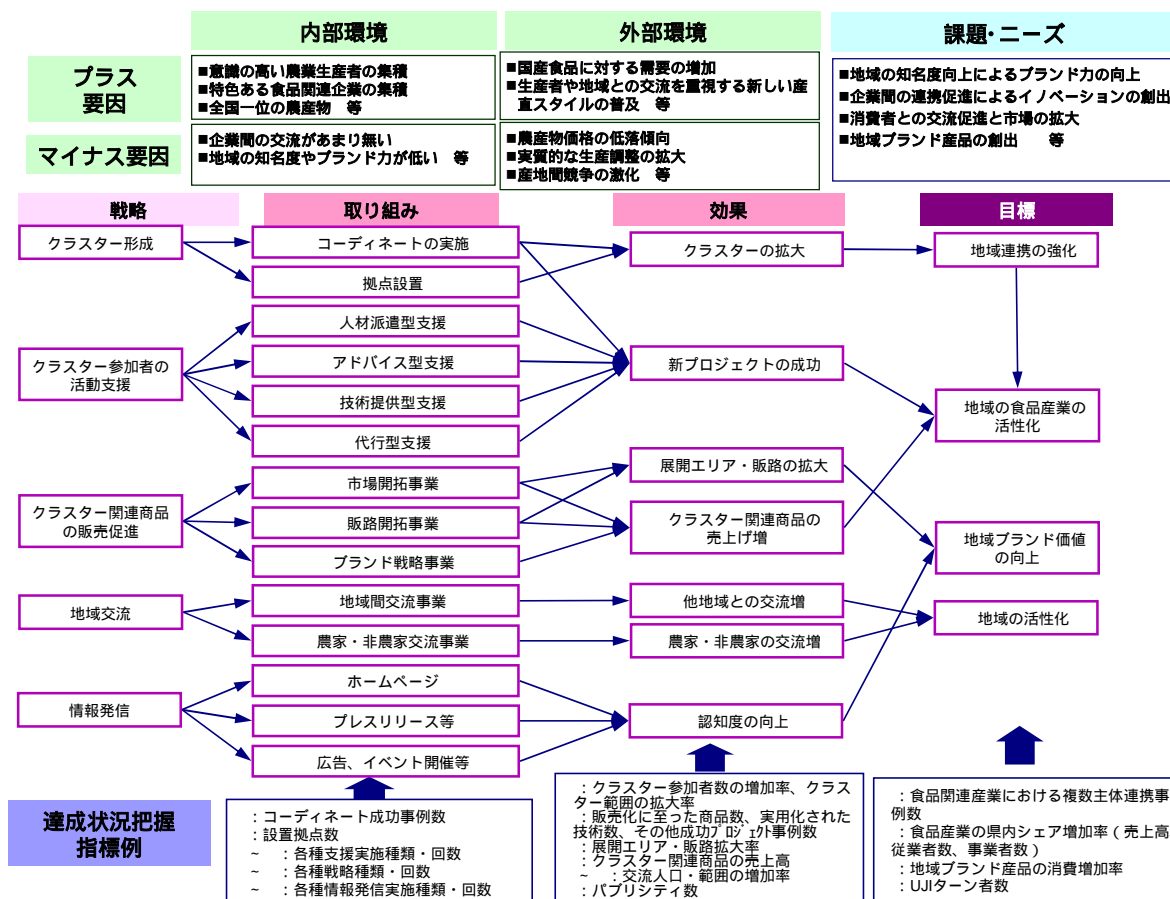 内部環境
外部環境
課題・ニーズ
プラス
要因
■意識の高い農業生産者の集積
■特色ある食品関連企業の集積
■全国一位の農産物　等
■国産食品に対する需要の増加
■生産者や地域との交流を重視する新しい産
直スタイルの普及　等
■地域の知名度向上によるブランド力の向上
■企業間の連携促進によるイノベーションの創出
■消費者との交流促進と市場の拡大
■地域ブランド産品の創出　　等
マイナス要因
■企業間の交流があまり無い
■地域の知名度やブランド力が低い　等
■農産物価格の低落傾向
■実質的な生産調整の拡大
■産地間競争の激化　等
戦略
取り組み
効果
目標
クラスター形成
コーディネートの実施
クラスターの拡大
地域連携の強化
拠点設置
人材派遣型支援
クラスター参加者の
活動支援
アドバイス型支援
新プロジェクトの成功
技術提供型支援
地域の食品産業の
活性化
代行型支援
市場開拓事業
展開エリア・販路の拡大
クラスター関連商品
の販売促進
販路開拓事業
クラスター関連商品の
売上げ増
地域ブランド価値
の向上
ブランド戦略事業
地域交流
地域間交流事業
他地域との交流増
地域の活性化
農家・非農家交流事業
農家・非農家の交流増
ホームページ
情報発信
プレスリリース等
認知度の向上
広告、イベント開催等
達成状況把握
指標例
：コーディネート成功事例数
：設置拠点数
～　：各種支援実施種類・回数
～　：各種戦略種類・回数
～　：各種情報発信実施種類・回数
：クラスター参加者数の増加率、クラス
ター範囲の拡大率
：販売化に至った商品数、実用化された
技術数、その他成功プロジェクト事例数
：展開エリア・販路拡大率
：クラスター関連商品の売上高
～　：交流人口・範囲の増加率
：パブリシティ数
：食品関連産業における複数主体連携事
例数
：食品産業の県内シェア増加率（売上高
従業者数、事業者数）
：地域ブランド産品の消費増加率
：UJIターン者数